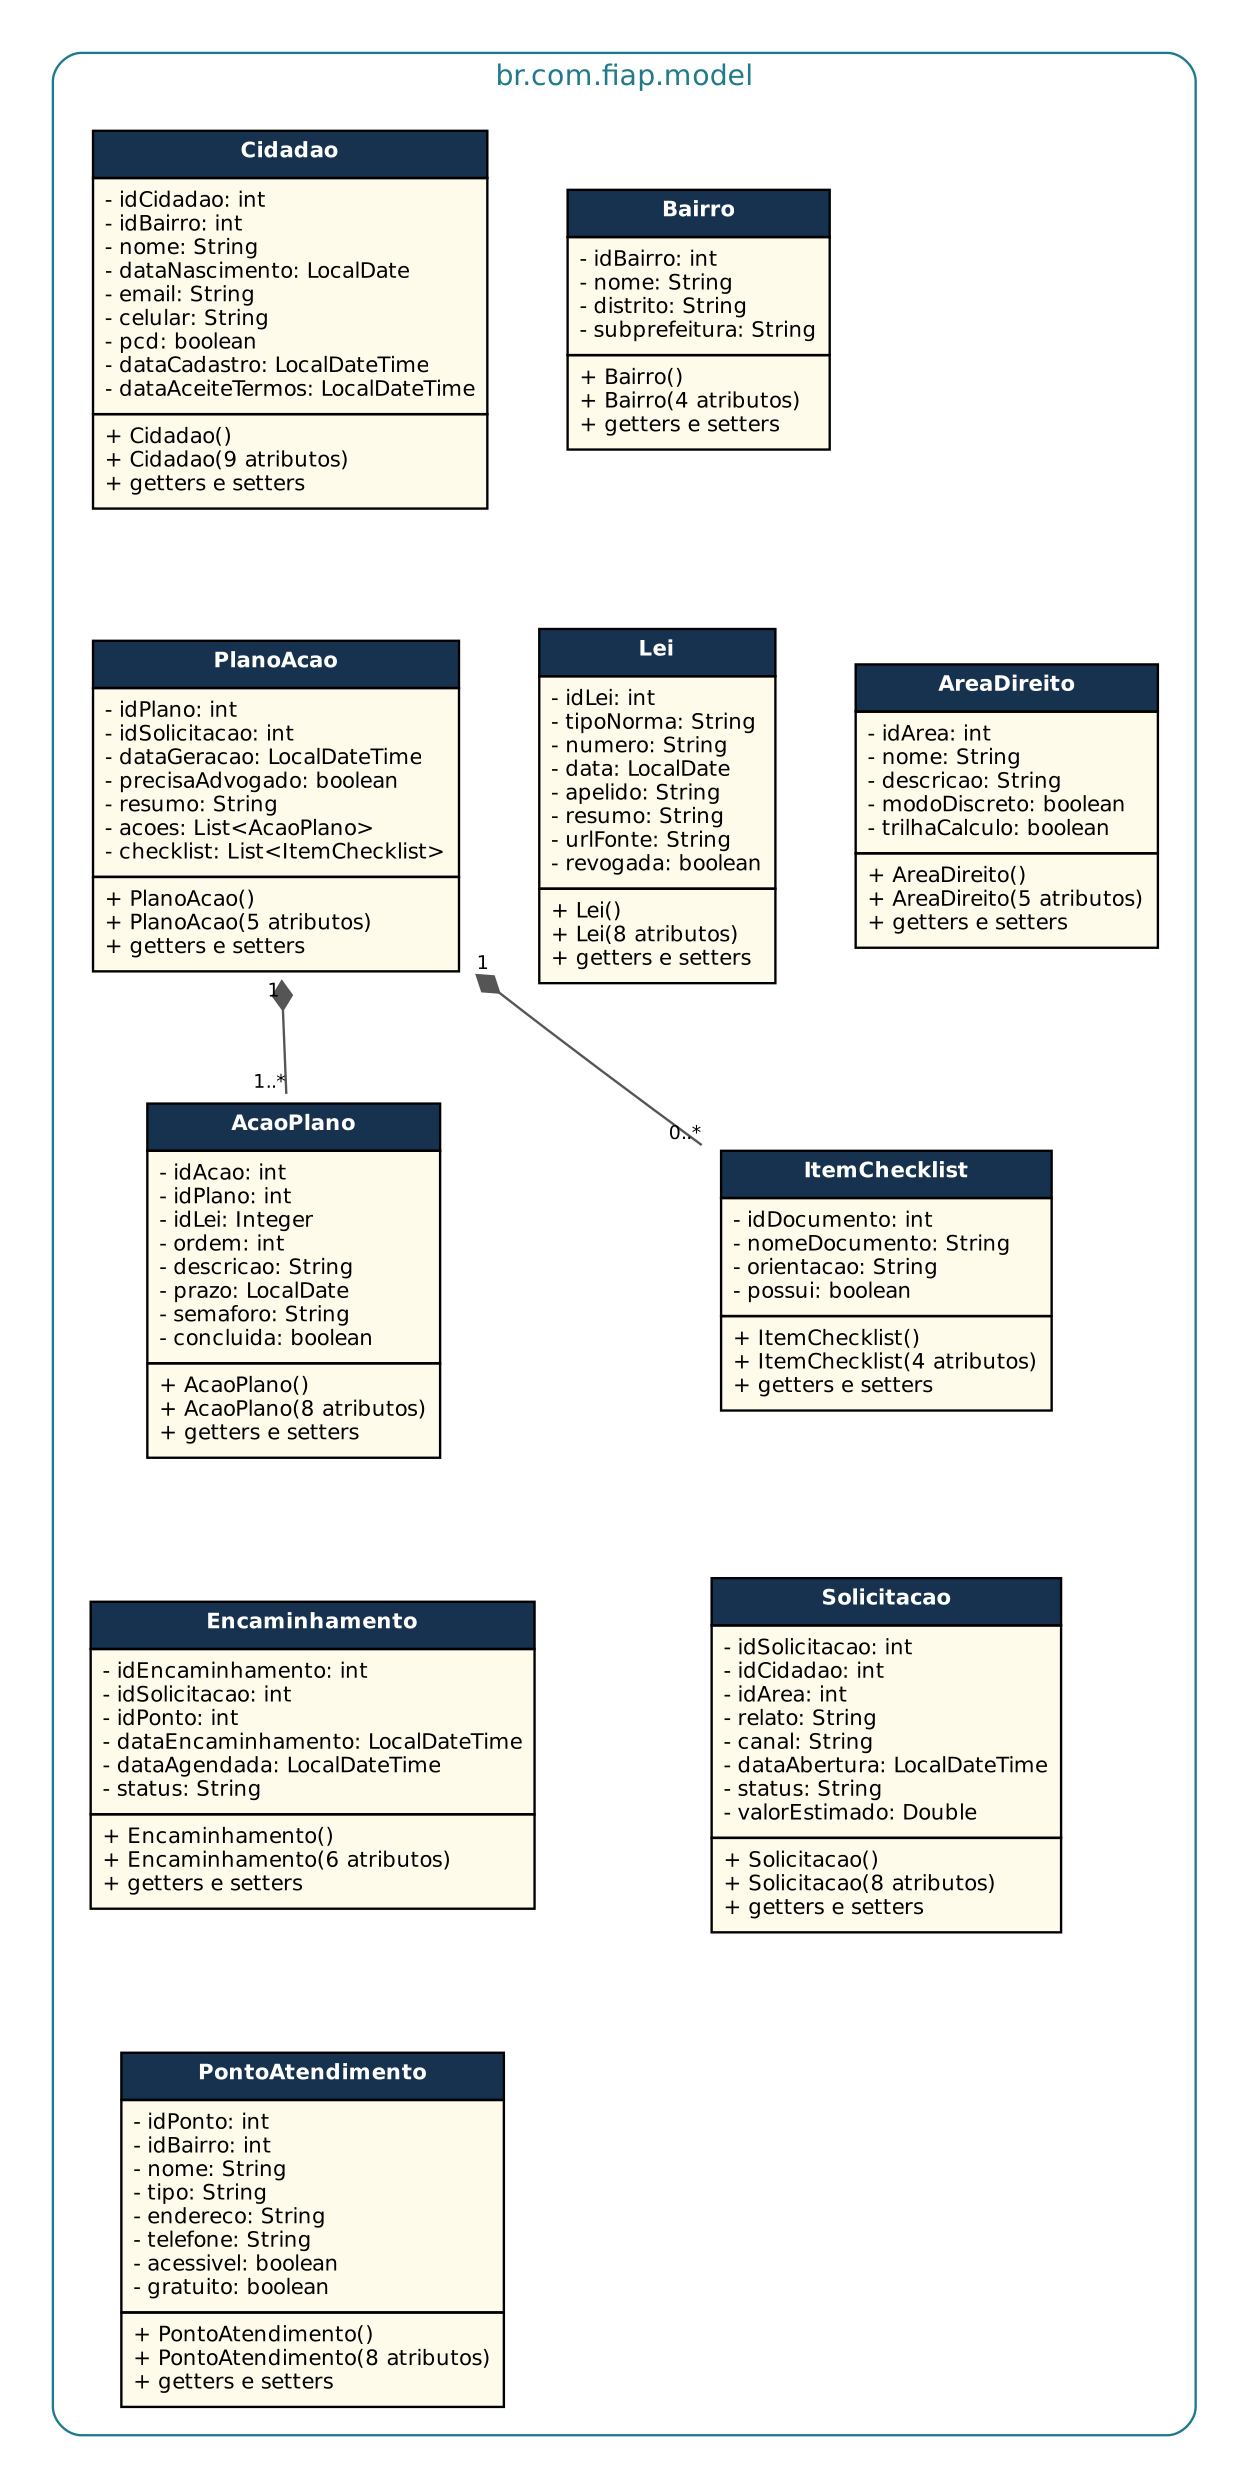 br.com.fiap.model
Cidadao
- idCidadao: int
- idBairro: int
- nome: String
- dataNascimento: LocalDate
- email: String
- celular: String
- pcd: boolean
- dataCadastro: LocalDateTime
- dataAceiteTermos: LocalDateTime
+ Cidadao()
+ Cidadao(9 atributos)
+ getters e setters
Bairro
- idBairro: int
- nome: String
- distrito: String
- subprefeitura: String
+ Bairro()
+ Bairro(4 atributos)
+ getters e setters
PlanoAcao
- idPlano: int
- idSolicitacao: int
- dataGeracao: LocalDateTime
- precisaAdvogado: boolean
- resumo: String
- acoes: List<AcaoPlano>
- checklist: List<ItemChecklist>
+ PlanoAcao()
+ PlanoAcao(5 atributos)
+ getters e setters
Lei
- idLei: int
- tipoNorma: String
- numero: String
- data: LocalDate
- apelido: String
- resumo: String
- urlFonte: String
- revogada: boolean
+ Lei()
+ Lei(8 atributos)
+ getters e setters
AreaDireito
- idArea: int
- nome: String
- descricao: String
- modoDiscreto: boolean
- trilhaCalculo: boolean
+ AreaDireito()
+ AreaDireito(5 atributos)
+ getters e setters
1
1
1..*
0..*
AcaoPlano
- idAcao: int
- idPlano: int
- idLei: Integer
- ordem: int
- descricao: String
- prazo: LocalDate
- semaforo: String
- concluida: boolean
+ AcaoPlano()
+ AcaoPlano(8 atributos)
+ getters e setters
ItemChecklist
- idDocumento: int
- nomeDocumento: String
- orientacao: String
- possui: boolean
+ ItemChecklist()
+ ItemChecklist(4 atributos)
+ getters e setters
Encaminhamento
- idEncaminhamento: int
- idSolicitacao: int
- idPonto: int
- dataEncaminhamento: LocalDateTime
- dataAgendada: LocalDateTime
- status: String
+ Encaminhamento()
+ Encaminhamento(6 atributos)
+ getters e setters
Solicitacao
- idSolicitacao: int
- idCidadao: int
- idArea: int
- relato: String
- canal: String
- dataAbertura: LocalDateTime
- status: String
- valorEstimado: Double
+ Solicitacao()
+ Solicitacao(8 atributos)
+ getters e setters
PontoAtendimento
- idPonto: int
- idBairro: int
- nome: String
- tipo: String
- endereco: String
- telefone: String
- acessivel: boolean
- gratuito: boolean
+ PontoAtendimento()
+ PontoAtendimento(8 atributos)
+ getters e setters